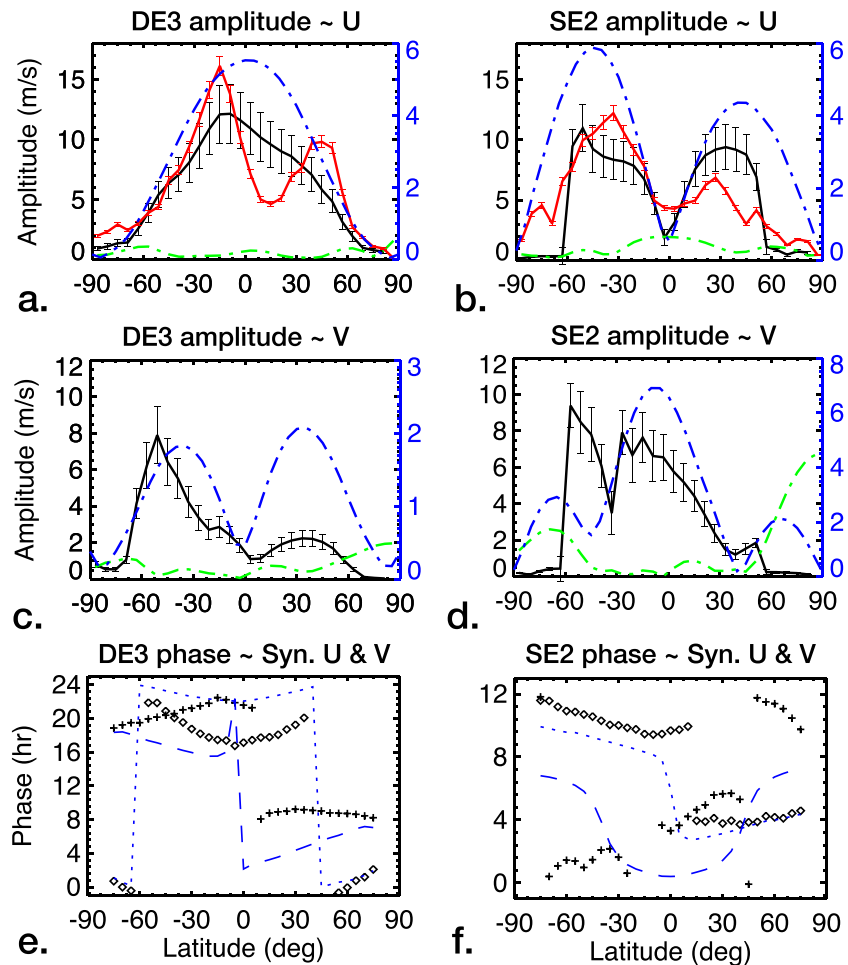 DE3 amplitude ~ U
SE2 amplitude ~ U
Ampltitude (m/s)
15
10
5
0
6
4
2
0
15
10
5
0
6
4
2
0
-90 -60 -30 0 30 60 90
-90 -60 -30 0 30 60 90
a.
b.
DE3 amplitude ~ V
SE2 amplitude ~ V
Amplitude (m/s)
12
10
8
6
4
2
0
3
2
1
0
12
10
8
6
4
2
0
8
6
4
2
0
-90 -60 -30 0 30 60 90
-90 -60 -30 0 30 60 90
c.
d.
DE3 phase ~ Syn. U & V
SE2 phase ~ Syn. U & V
Phase (hr)
24
20
16
12
8
4
0
12
8
4
0
-90 -60 -30 0 30 60 90
-90 -60 -30 0 30 60 90
e.
Latitude (deg)
f.
Latitude (deg)